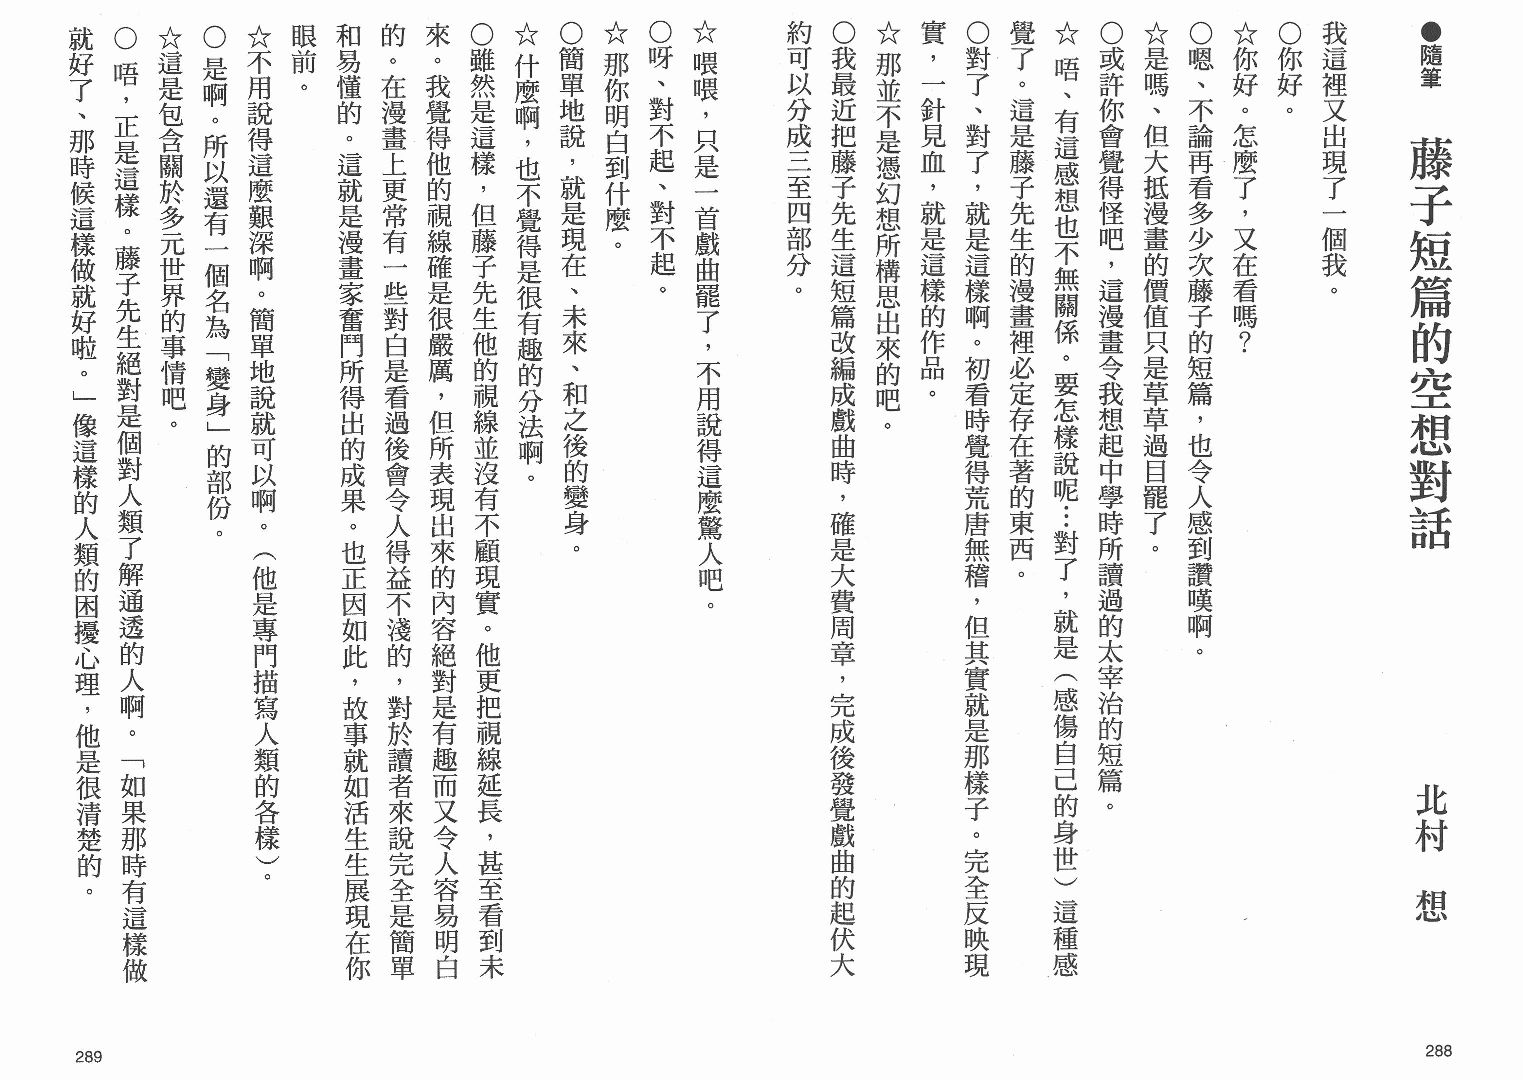 ●隨筆
藤子短篇的空想對話
北村　想
我這裡又出現了一個我。
○你好。
☆你好。怎麼了，又在看嗎？
○嗯、不論再看多少次藤子的短篇，也令人感到讚嘆啊。
☆是嗎、但大抵漫畫的價值只是草草過目罷了。
○或許你會覺得怪吧，這漫畫令我想起中學時所讀過的太宰治的短篇。
☆唔、有這感想也不無關係。要怎樣說呢…對了，就是（感傷自己的身世）這種感
覺了。這是藤子先生的漫畫裡必定存在著的東西。
○對了、對了，就是這樣啊。初看時覺得荒唐無稽，但其實就是那樣子。完全反映現
實，一針見血，就是這樣的作品。
☆那並不是憑幻想所構思出來的吧。
○我最近把藤子先生這短篇改編成戲曲時，確是大費周章，完成後發覺戲曲的起伏大
約可以分成三至四部分。
288
☆喂喂，只是一首戲曲罷了，不用說得這麼驚人吧。
○呀、對不起、對不起。
☆那你明白到什麼。
○簡單地說，就是現在、未來、和之後的變身。
☆什麼啊，也不覺得是很有趣的分法啊。
○雖然是這樣，但藤子先生他的視線並沒有不顧現實。他更把視線延長，甚至看到未
來。我覺得他的視線確是很嚴厲，但所表現出來的內容絕對是有趣而又令人容易明白
的。在漫畫上更常有一些對白是看過後會令人得益不淺的，對於讀者來說完全是簡單
和易懂的。這就是漫畫家奮鬥所得出的成果。也正因如此，故事就如活生生展現在你
眼前。
☆不用說得這麼艱深啊。簡單地說就可以啊。（他是專門描寫人類的各樣）。
○是啊。所以還有一個名為「變身」的部份。
☆這是包含關於多元世界的事情吧。
○唔，正是這樣。藤子先生絕對是個對人類了解通透的人啊。「如果那時有這樣做
就好了、那時候這樣做就好啦。」像這樣的人類的困擾心理，他是很清楚的。
289